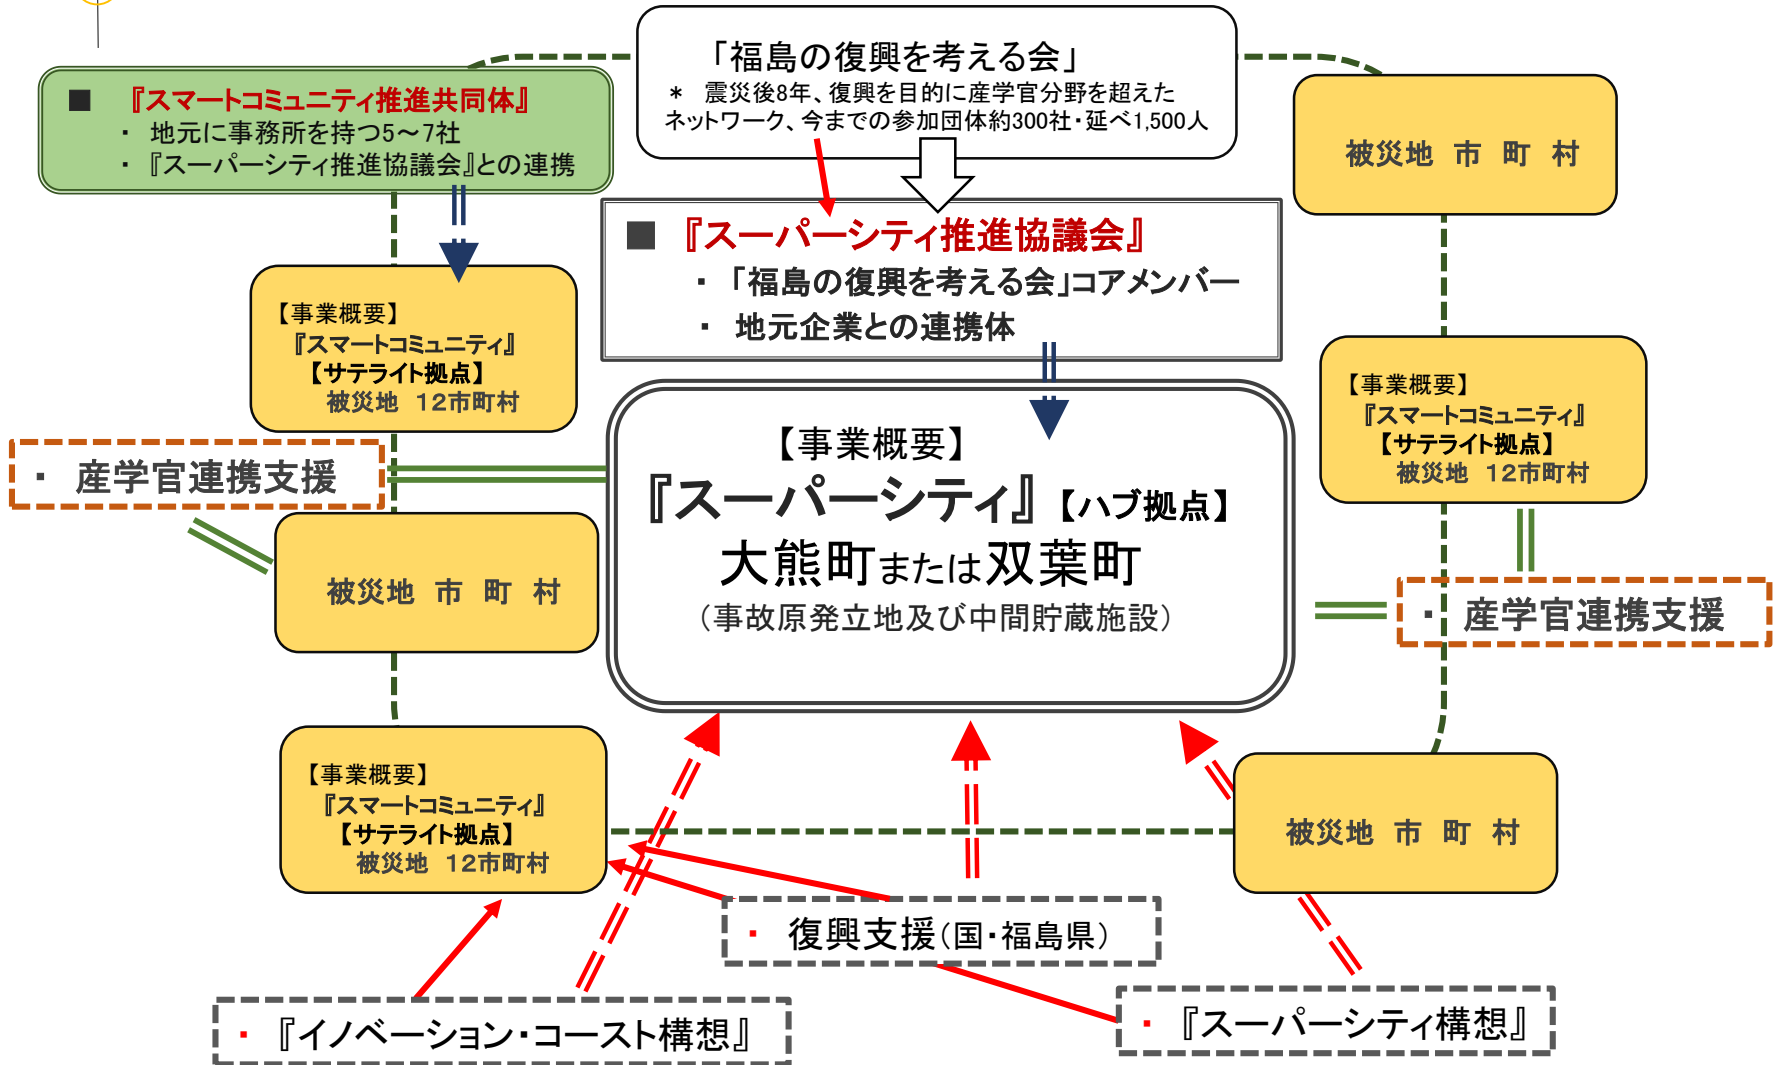 「福島の復興を考える会」
* 震災後8年、復興を目的に産学官分野を超えた
ネットワーク、今までの参加団体約300社・延べ1,500人
■ 『スマートコミュニティ推進共同体』
・ 地元に事務所を持つ5～7社
・ 『スーパーシティ推進協議会』との連携
被災地 市 町 村
■ 『スーパーシティ推進協議会』
・ 「福島の復興を考える会」コアメンバー
・ 地元企業との連携体
【事業概要】
『スマートコミュニティ』
【サテライト拠点】
被災地 12市町村
【事業概要】
『スマートコミュニティ』
【サテライト拠点】
被災地 12市町村
・ 産学官連携支援
【事業概要】
『スーパーシティ』【ハブ拠点】
大熊町または双葉町
（事故原発立地及び中間貯蔵施設）
被災地 市 町 村
・ 産学官連携支援
【事業概要】
『スマートコミュニティ』
【サテライト拠点】
被災地 12市町村
被災地 市 町 村
・ 復興支援（国・福島県）
・ 『イノベーション・コースト構想』
・ 『スーパーシティ構想』